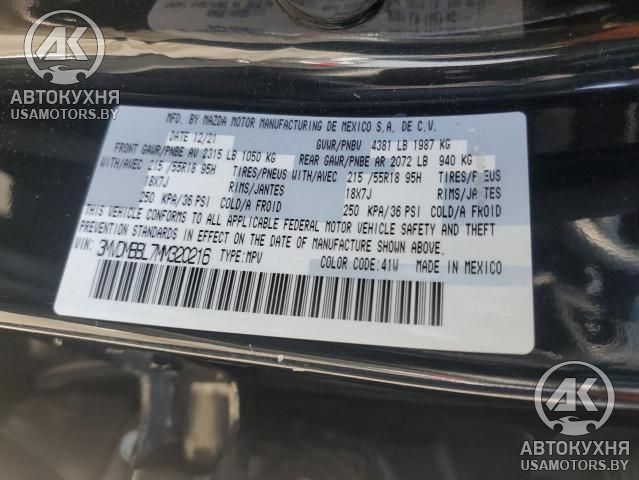 AK
АВТОКУХНЯ
USAMOTORS.BY
MFD. BY MAZDA MOTOR MANUFACTURING DE MEXICO S.A. DE C.V.
DATE 12/21 GVWR/PNBV 4381 LB 1987 KG
FRONT GAWR/PNBE AV 2315 LB 1050 KG REAR GAWR/PNBE AR 2072 LB 940 KG
WITH/AVEC 215/55R18 95H TIRES/PNEUS WITH/AVEC 215/55R18 95H TIRES/PNEUS
18X7J RIMS/JANTES 18X7J RIMS/JANTES
250 KPA/36 PSI COLD/A FROID 250 KPA/36 PSI COLD/A FROID
THIS VEHICLE CONFORMS TO ALL APPLICABLE FEDERAL MOTOR VEHICLE SAFETY AND THEFT
PREVENTION STANDARDS IN EFFECT ON THE DATE OF MANUFACTURE SHOWN ABOVE.
VIN: 3MVDMBBL7MM320216 TYPE: MPV COLOR CODE: 41W MADE IN MEXICO
AK
АВТОКУХНЯ
USAMOTORS.BY